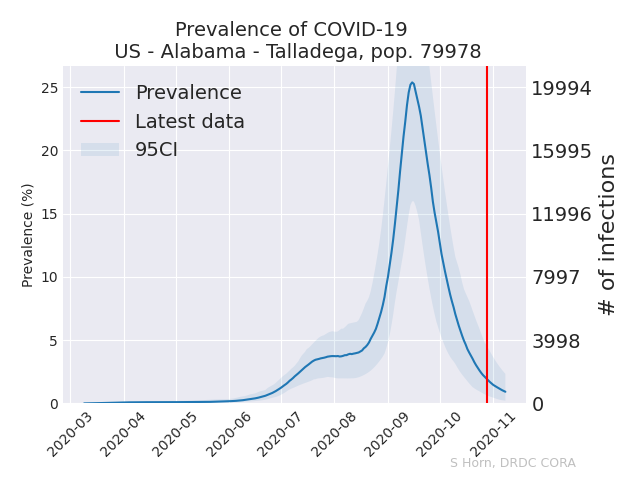 Prevalence of COVID-19
US - Alabama - Talladega, pop. 79978
Prevalence
Latest data
95CI
Prevalence (%)
25
20
15
10
5
0
19994
15995
11996
7997
3998
0
# of infections
2020-03
2020-04
2020-05
2020-06
2020-07
2020-08
2020-09
2020-10
2020-11
S Horn, DRDC CORA